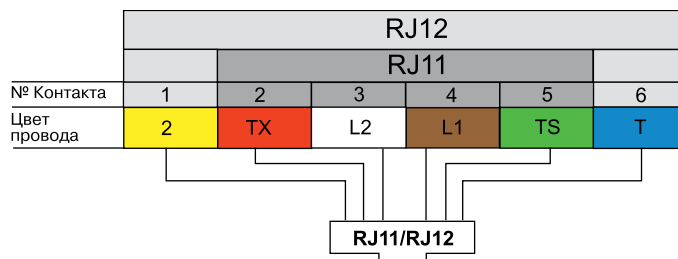 RJ12
RJ11
№ Контакта 1 2 3 4 5 6
Цвет провода 2 TX L2 L1 TS T
RJ11/RJ12